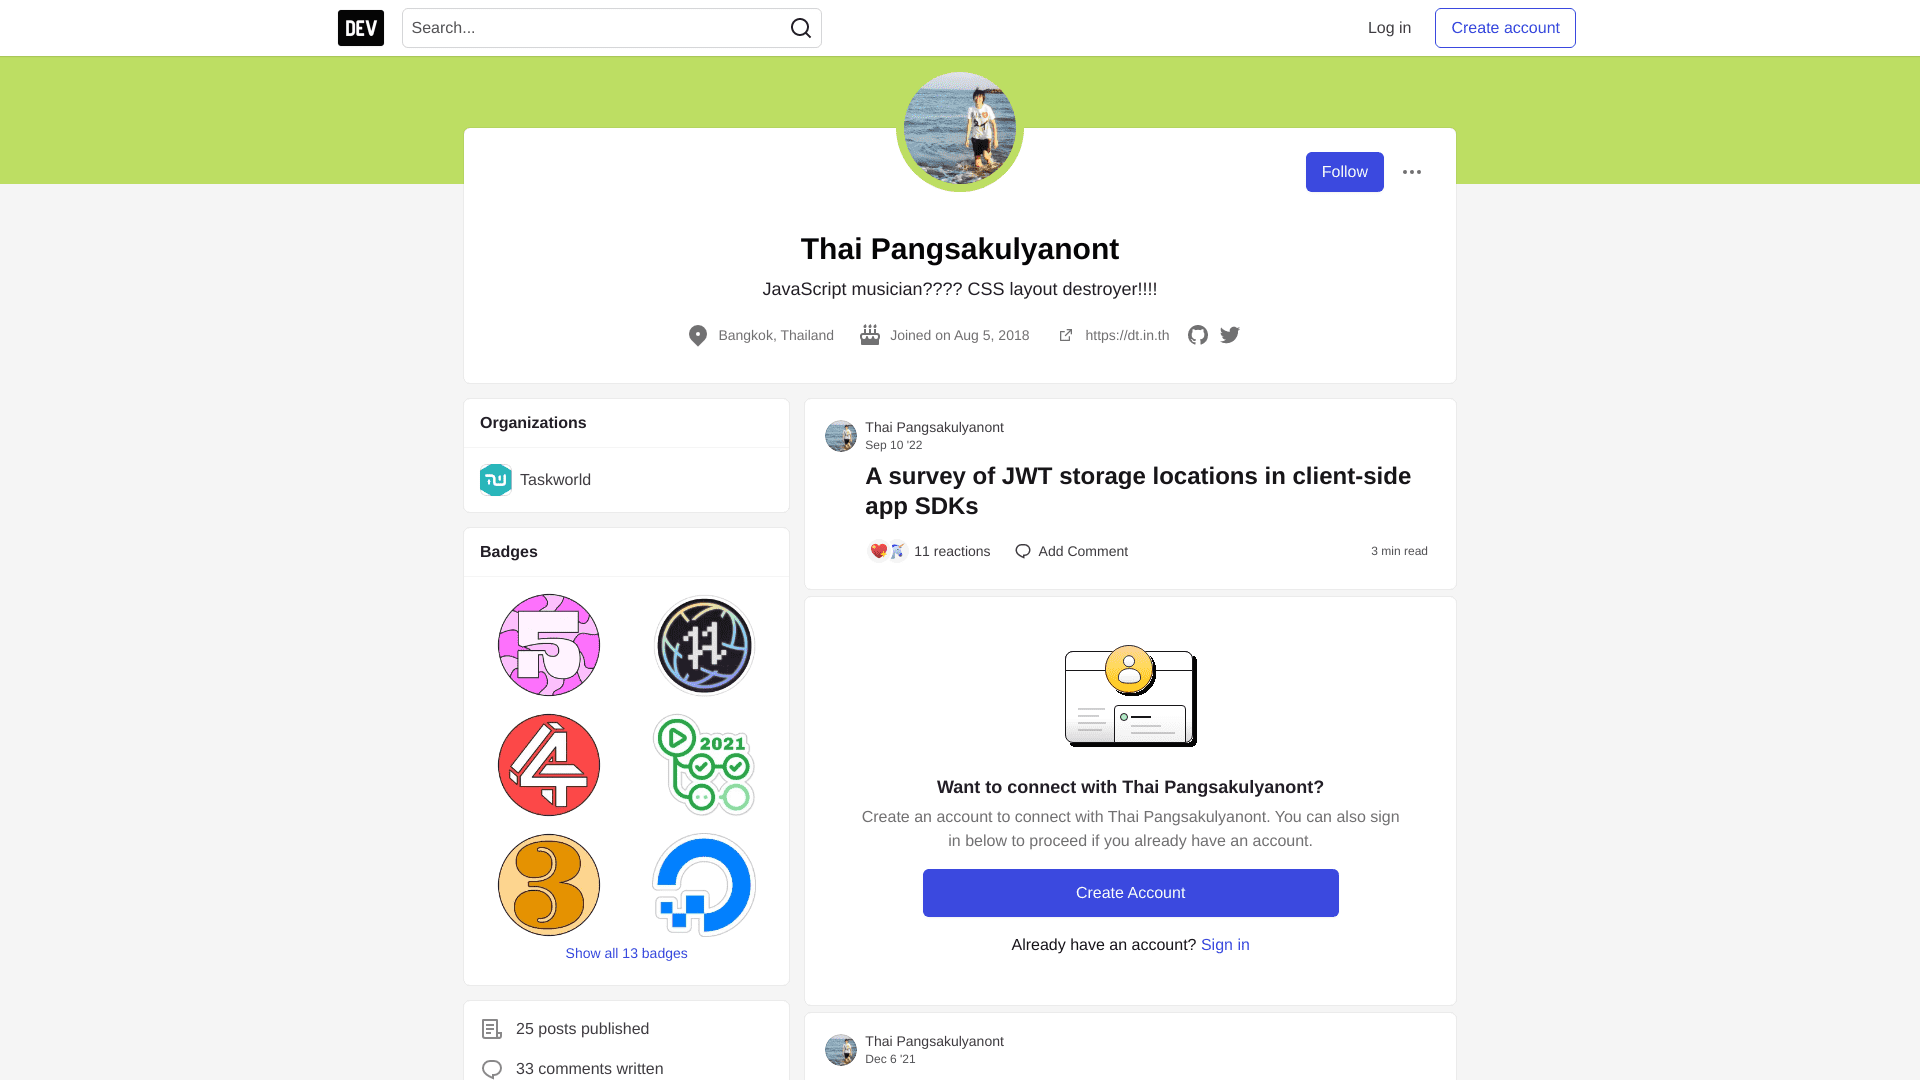 DEV
Search...
Log in
Create account
Follow
Thai Pangsakulyanont
JavaScript musician???? CSS layout destroyer!!!!
Bangkok, Thailand
Joined on Aug 5, 2018
https://dt.in.th
Organizations
Taskworld
Badges
5
4
2021
3
Show all 13 badges
25 posts published
33 comments written
Thai Pangsakulyanont
Sep 10 '22
A survey of JWT storage locations in client-side
app SDKs
11 reactions
Add Comment
3 min read
Want to connect with Thai Pangsakulyanont?
Create an account to connect with Thai Pangsakulyanont. You can also sign
in below to proceed if you already have an account.
Create Account
Already have an account? Sign in
Thai Pangsakulyanont
Dec 6 '21